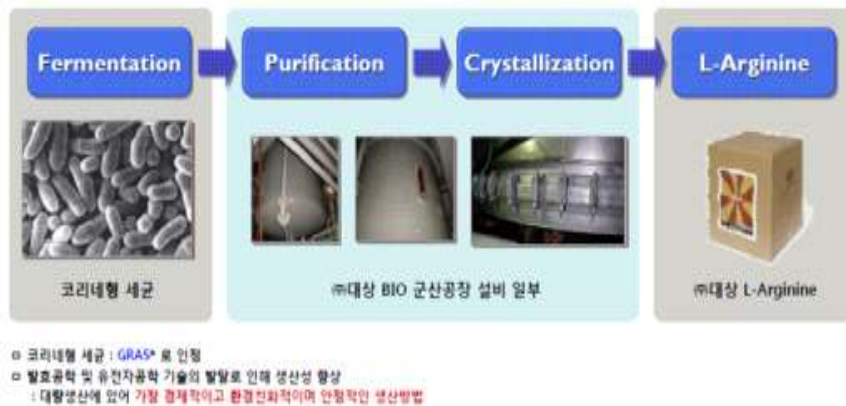 Fermentation
Purification
Crystallization
L-Arginine
코리네형 세균
㈜대상 BIO 군산공장 설비 일부
㈜대상 L-Arginine
코리네형 세균 : GRAS* 로 인정
발효공학 및 유전자공학 기술의 발달로 인해 생산성 향상
: 대량생산에 있어 가장 경제적이고 환경친화적이며 안정적인 생산방법